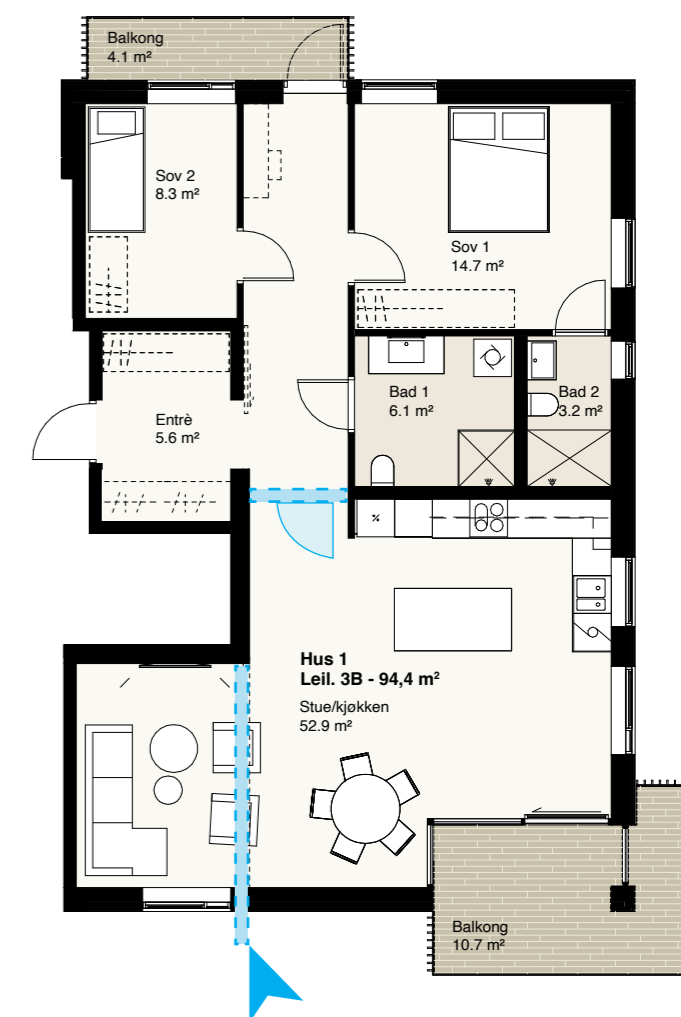 Balkong
4.1 m²
Sov 2
8.3 m²
Sov 1
14.7 m²
Bad 1
6.1 m²
Bad 2
3.2 m²
Entrè
5.6 m²
%
Hus 1
Leil. 3B - 94,4 m²
Stue/kjøkken
52.9 m²
Balkong
10.7 m²